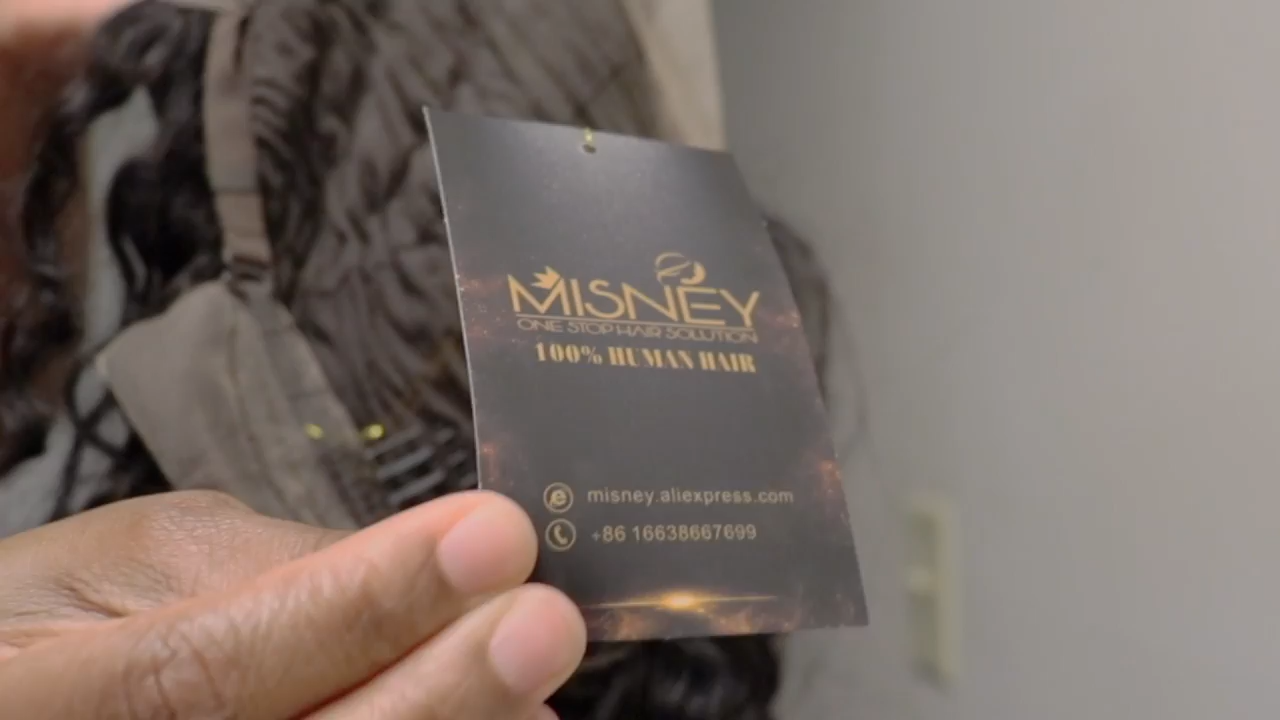 MISNEY
ONE STOP HAIR SOLUTION
100% HUMAN HAIR
misney.aliexpress.com
+86 16638667699